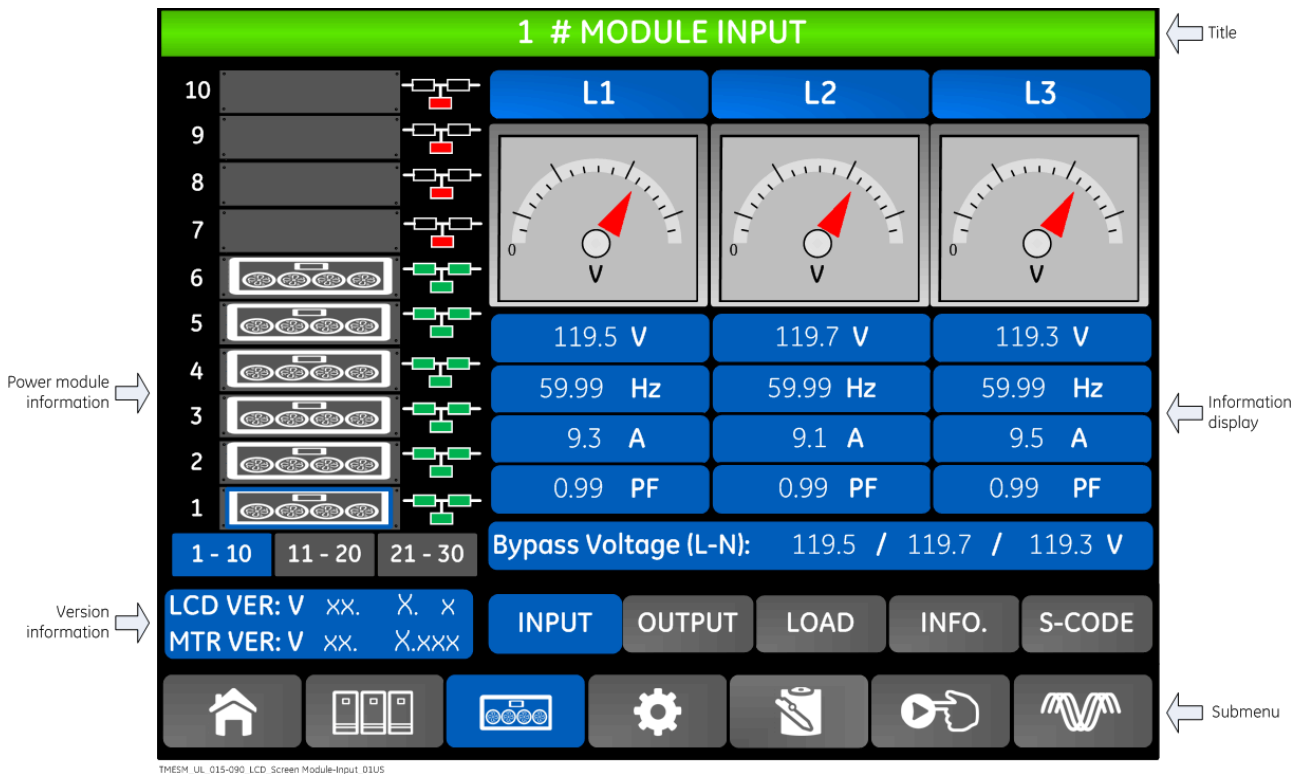 1 # MODULE INPUT
Title
10
9
8
7
6
5
4
3
2
1
L1 L2 L3
0 0 0
V V V
119.5 V 119.7 V 119.3 V
59.99 Hz 59.99 Hz 59.99 Hz
9.3 A 9.1 A 9.5 A
0.99 PF 0.99 PF 0.99 PF
Bypass Voltage (L-N): 119.5 / 119.7 / 119.3 V
Power module
information
Information
display
1 - 10 11 - 20 21 - 30
Version
information
LCD VER: V xx. X. x
MTR VER: V xx. X.xxx
INPUT OUTPUT LOAD INFO. S-CODE
Submenu
TMESM_UL_015-090_LCD_Screen Module-Input_01US